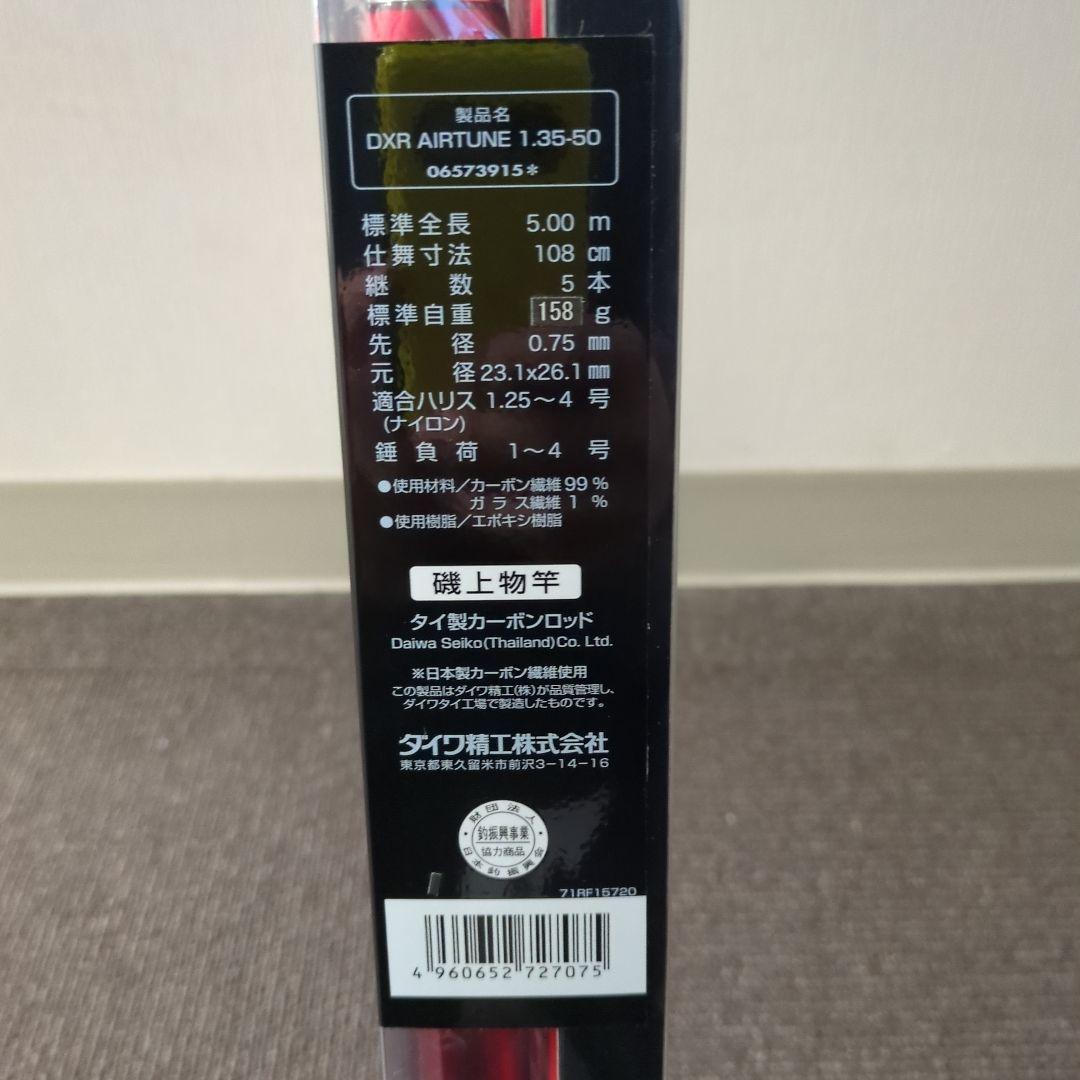 製品名
DXR AIRTUNE 1.35-50
06573915*
標準全長 5.00 m
仕舞寸法 108 cm
継数 5 本
標準自重 158 g
先径 0.75 mm
元径 23.1x26.1 mm
適合ハリス 1.25～4 号
(ナイロン)
錘負荷 1～4 号
●使用材料/カーボン繊維 99 %
ガラス繊維 1 %
●使用樹脂/エポキシ樹脂
磯上物竿
タイ製カーボンロッド
Daiwa Seiko(Thailand)Co. Ltd.
※日本製カーボン繊維使用
この製品はダイワ精工(株)が品質管理し、
ダイワタイ工場で製造したものです。
ダイワ精工株式会社
東京都東久留米市前沢3-14-16
財団法人
釣振興事業
協力商品
日本釣振興会
71RF15720
4 960652 727075